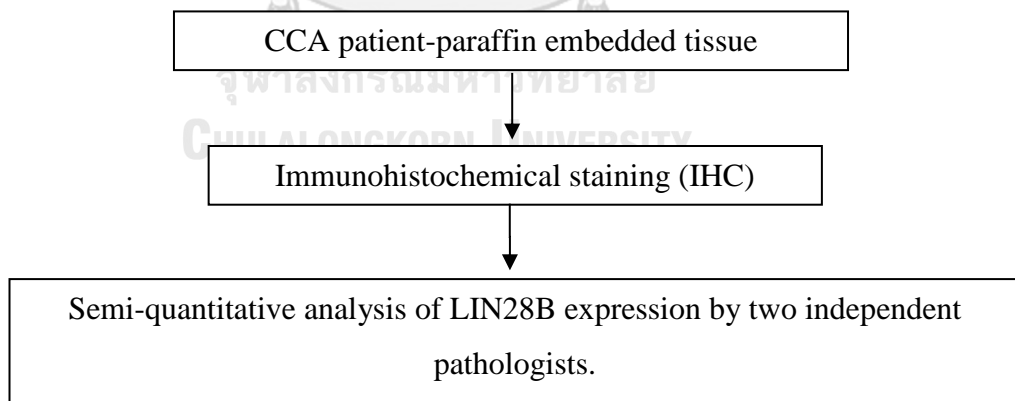 CCA patient-paraffin embedded tissue
จุฬาลงกรณ์มหาวิทยาลัย
CHULALONGKORN UNIVERSITY
Immunohistochemical staining (IHC)
Semi-quantitative analysis of LIN28B expression by two independent
pathologists.